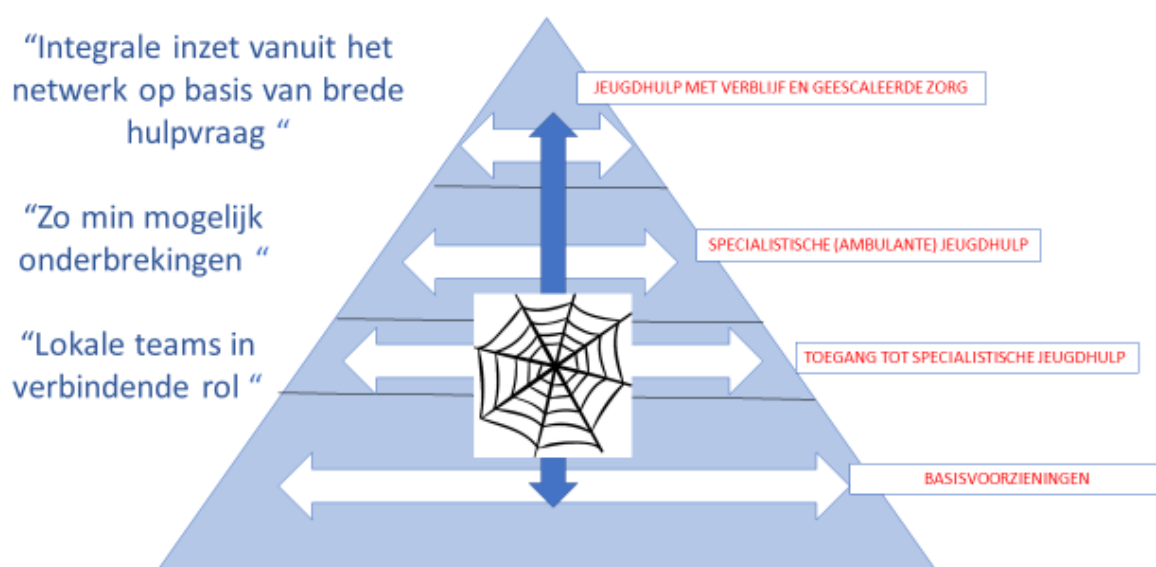 “Integrale inzet vanuit het
netwerk op basis van brede
hulpvraag “
“Zo min mogelijk
onderbrekingen “
“Lokale teams in
verbindende rol “
JEUGDHULP MET VERBLIJF EN GEESCALEERDE ZORG
SPECIALISTISCHE (AMBULANTE) JEUGDHULP
TOEGANG TOT SPECIALISTISCHE JEUGDHULP
BASISVOORZIENINGEN